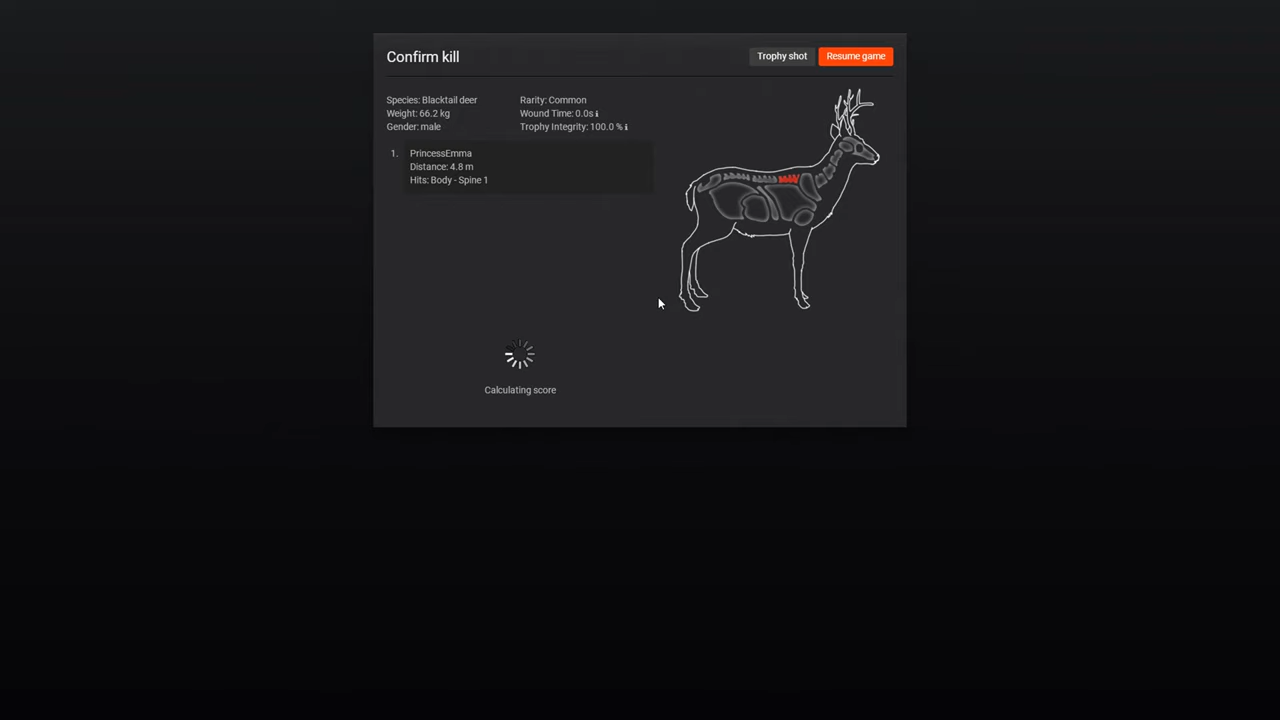 Confirm kill
Trophy shot
Resume game
Species: Blacktail deer
Weight: 66.2 kg
Gender: male
Rarity: Common
Wound Time: 0.0s ℹ
Trophy Integrity: 100.0 % ℹ
1.
PrincessEmma
Distance: 4.8 m
Hits: Body - Spine 1
Calculating score